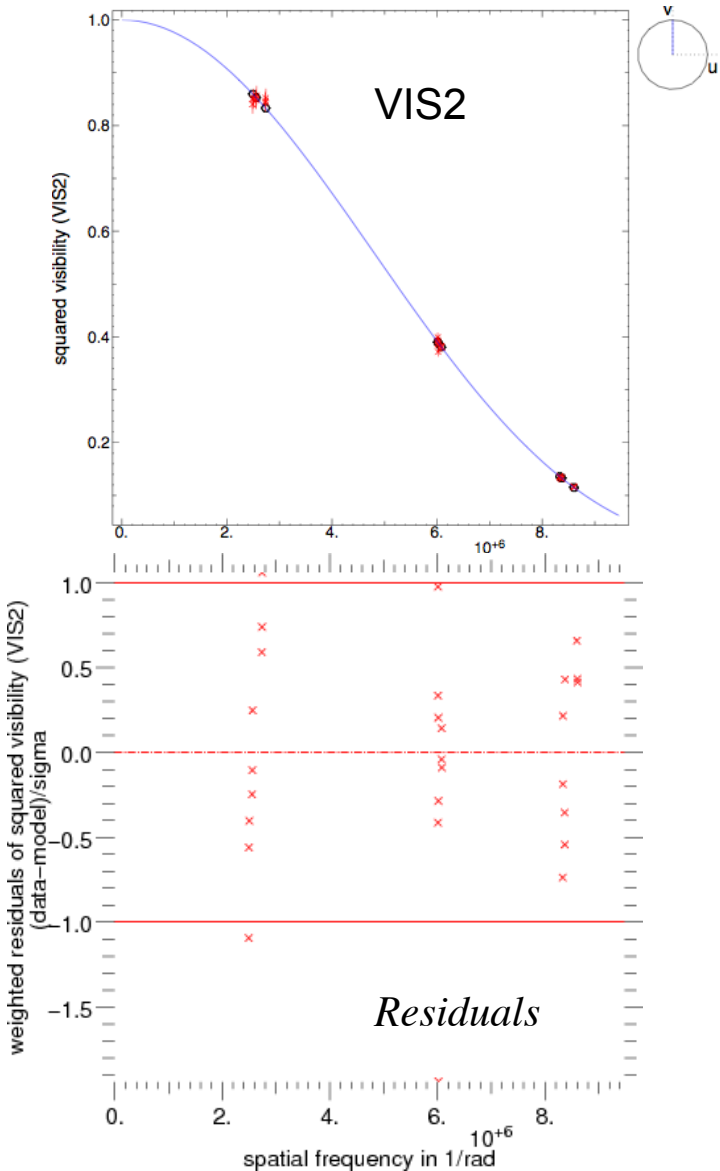 1.0
0.8
0.6
0.4
0.2
squared visibility (VIS2)
VIS2
v
u
0. 2. 4. 6. 8.
10+6
1.0
0.5
0.0
−0.5
−1.0
−1.5
weighted residuals of squared visibility (VIS2)
(data−model)/sigma
Residuals
0. 2. 4. 6. 8.
10+6
spatial frequency in 1/rad